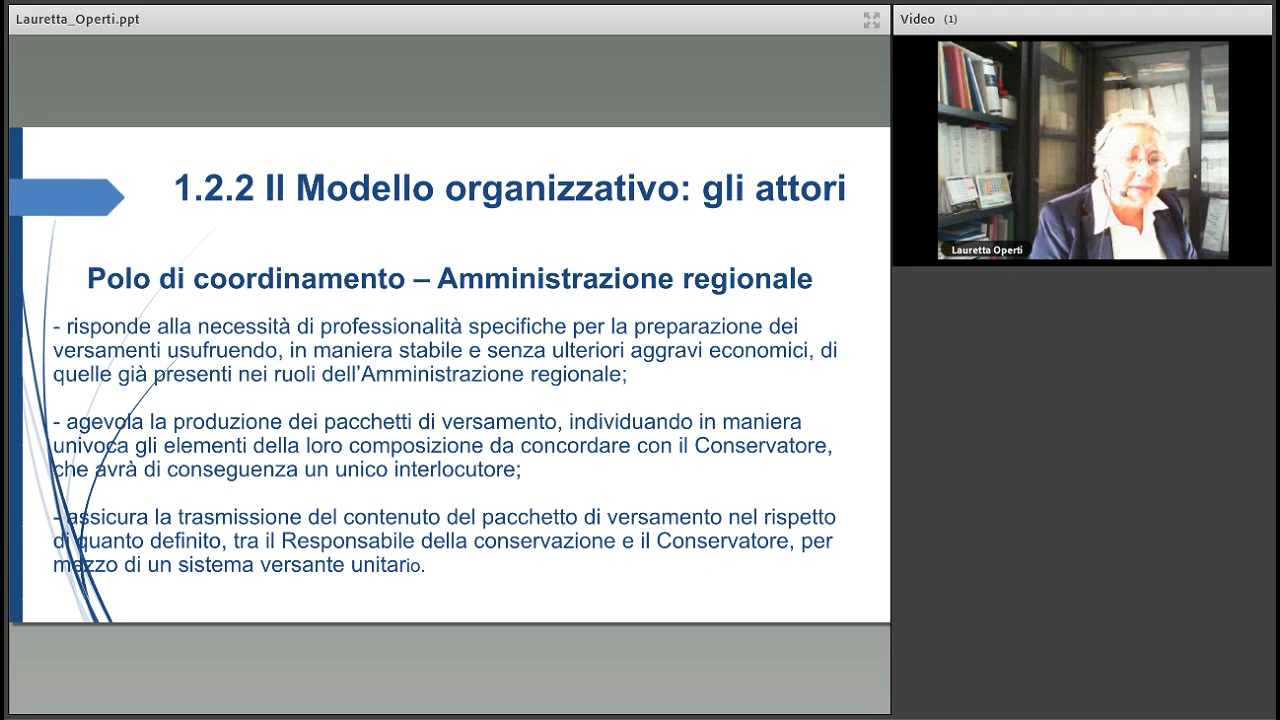 Lauretta_Operti.ppt
Video (1)
1.2.2 Il Modello organizzativo: gli attori
Polo di coordinamento – Amministrazione regionale
- risponde alla necessità di professionalità specifiche per la preparazione dei
versamenti usufruendo, in maniera stabile e senza ulteriori aggravi economici, di
quelle già presenti nei ruoli dell’Amministrazione regionale;
- agevola la produzione dei pacchetti di versamento, individuando in maniera
univoca gli elementi della loro composizione da concordare con il Conservatore,
che avrà di conseguenza un unico interlocutore;
- assicura la trasmissione del contenuto del pacchetto di versamento nel rispetto
di quanto definito, tra il Responsabile della conservazione e il Conservatore, per
mezzo di un sistema versante unitario.
Lauretta Operti